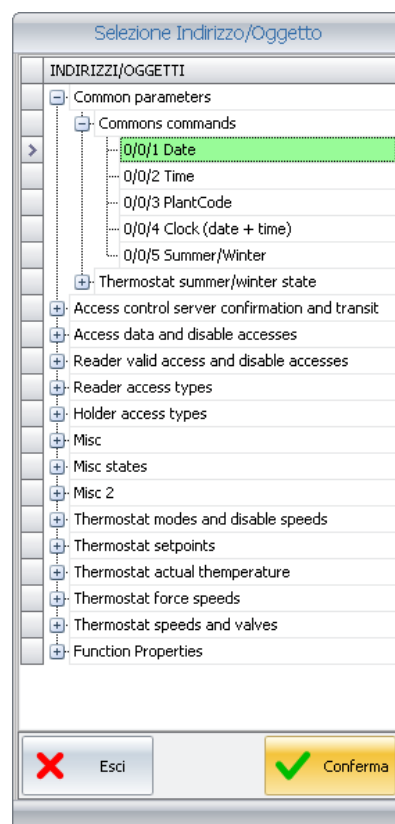 Selezione Indirizzo/Oggetto
INDIRIZZI/OGGETTI
Common parameters
Commons commands
0/0/1 Date
0/0/2 Time
0/0/3 PlantCode
0/0/4 Clock (date + time)
0/0/5 Summer/Winter
Thermostat summer/winter state
Access control server confirmation and transit
Access data and disable accesses
Reader valid access and disable accesses
Reader access types
Holder access types
Misc
Misc states
Misc 2
Thermostat modes and disable speeds
Thermostat setpoints
Thermostat actual themperature
Thermostat force speeds
Thermostat speeds and valves
Function Properties
Esci
Conferma